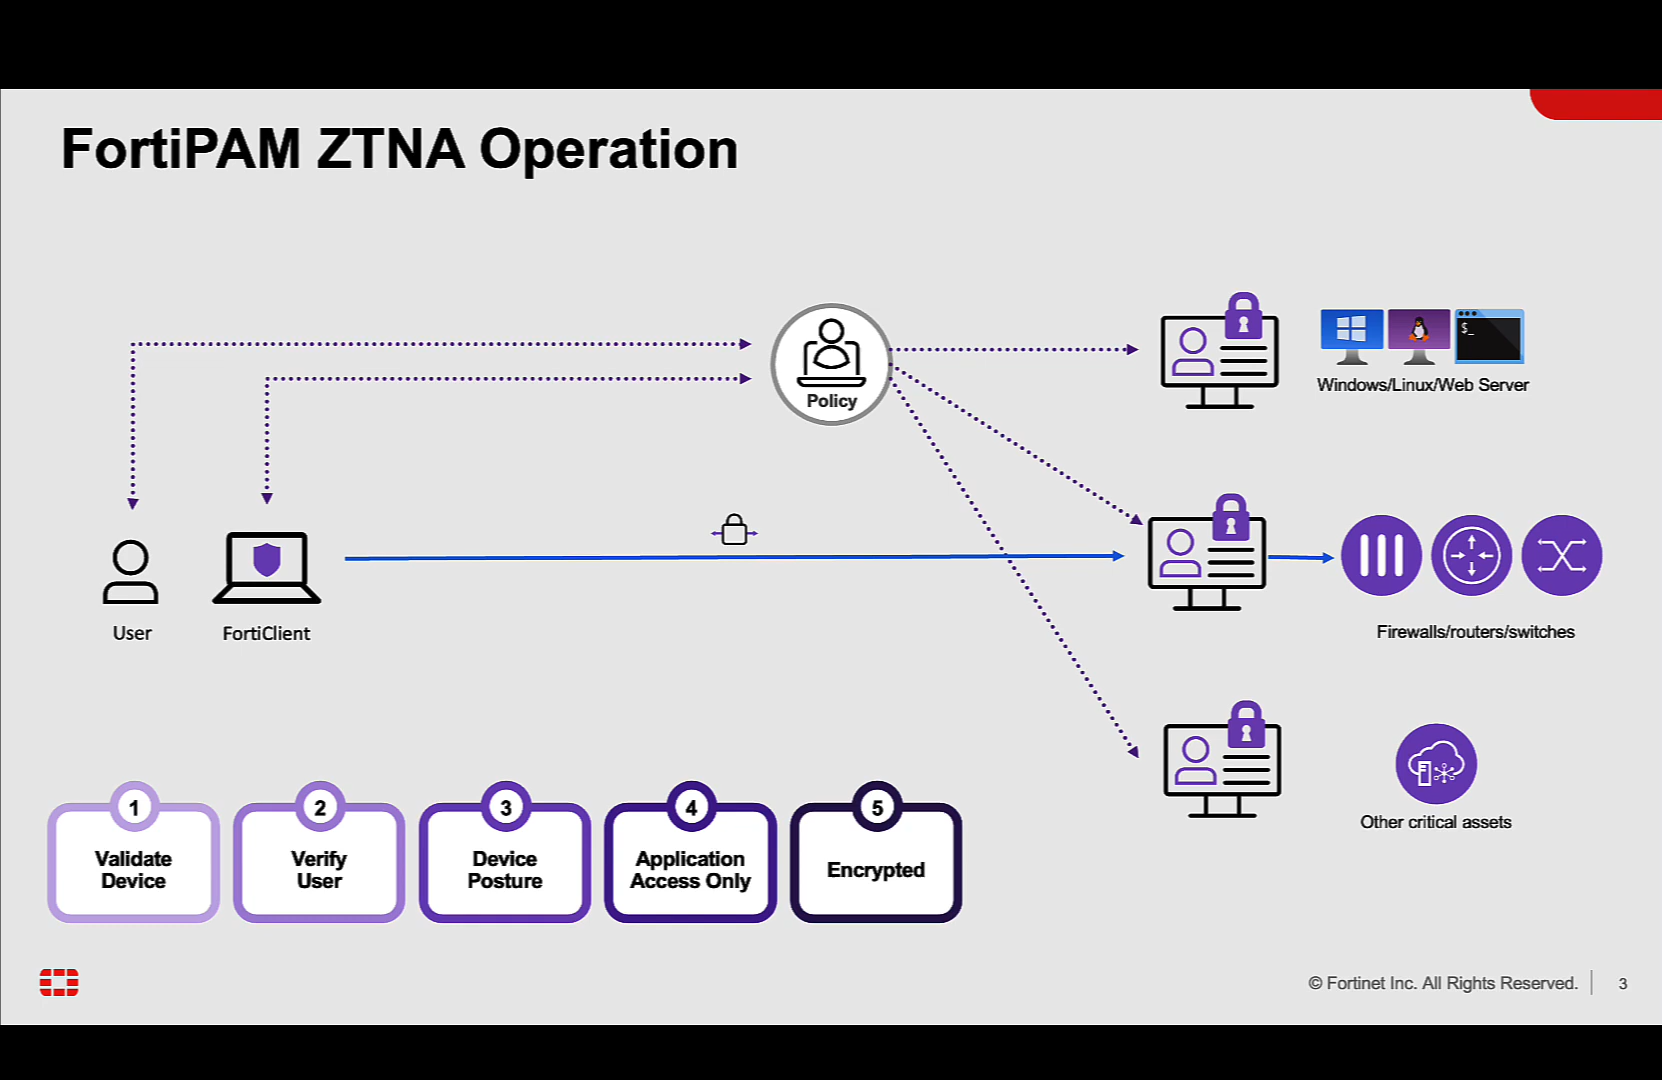 FortiPAM ZTNA Operation
Policy
$_
Windows/Linux/Web Server
User
FortiClient
Firewalls/routers/switches
Other critical assets
1
Validate
Device
2
Verify
User
3
Device
Posture
4
Application
Access Only
5
Encrypted
© Fortinet Inc. All Rights Reserved.
3